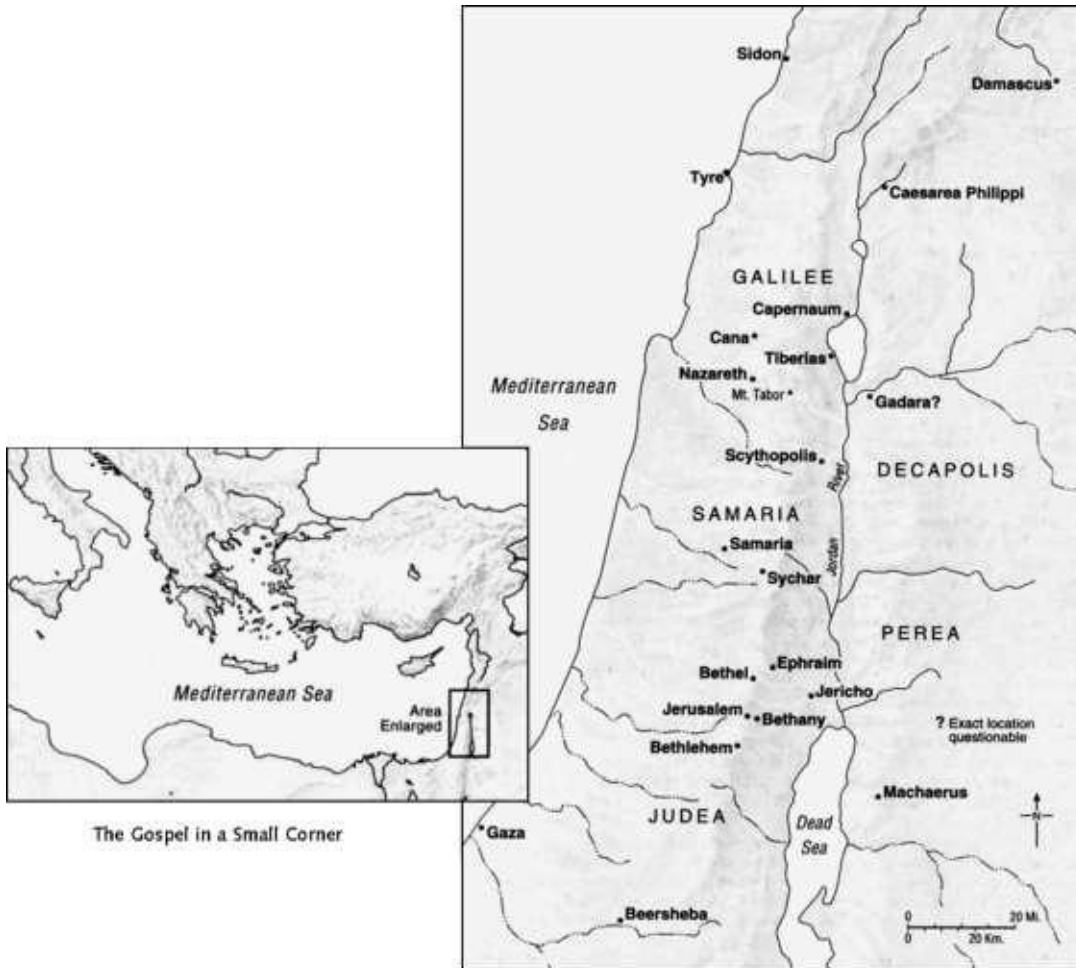 Sidon
Damascus
Tyre
Caesarea Philippi
GALILEE
Capernaum
Cana
Tiberias
Nazareth
Mt. Tabor
Gadara?
Mediterranean
Sea
Scythopolis
DECAPOLIS
River
Jordan
SAMARIA
Samaria
Sychar
PEREA
Ephraim
Bethel
Jericho
Jerusalem
Bethany
Bethlehem
? Exact location
questionable
Machaerus
JUDEA
Dead
Sea
N
Gaza
Beersheba
0 20 Mi.
0 20 Km.
Mediterranean Sea
Area
Enlarged
The Gospel in a Small Corner